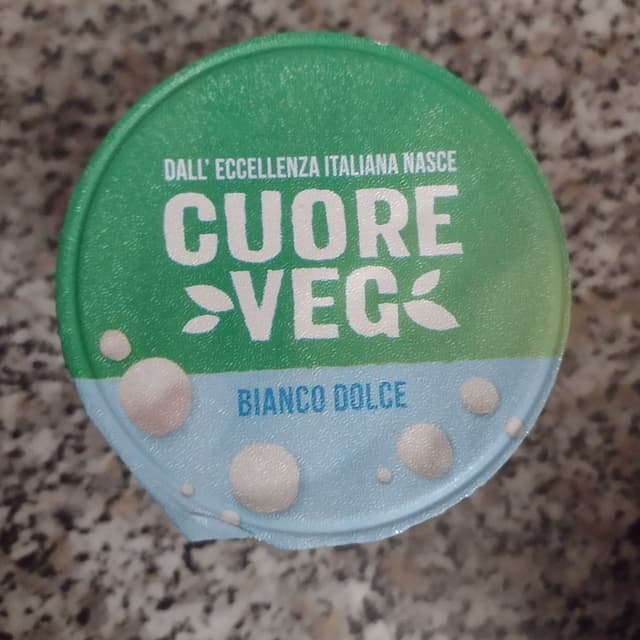 DALL' ECCELLENZA ITALIANA NASCE
CUORE
VEG
BIANCO DOLCE